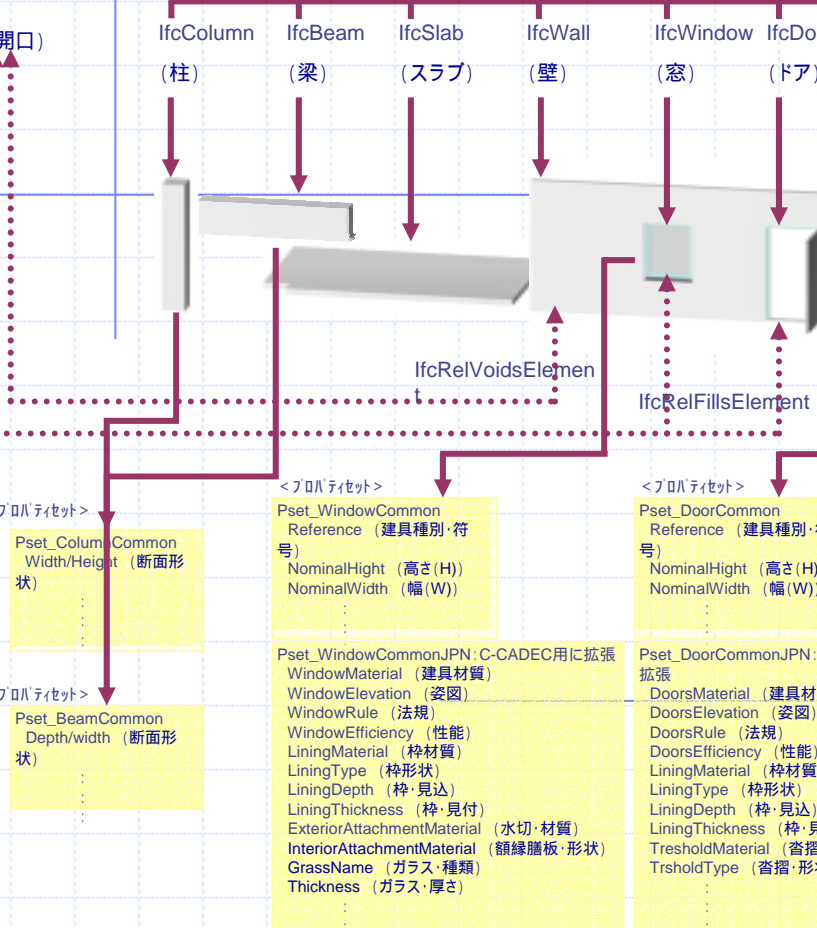 開口）
IfcColumn
（柱）
IfcBeam
（梁）
IfcSlab
（スラブ）
IfcWall
（壁）
IfcWindow
（窓）
IfcDo
（ドア）
IfcRelVoidsElemen
t
IfcRelFillsElement
プロパティセット＞
Pset_ColumnCommon
Width/Height （断面形
状）
:
:
:
プロパティセット＞
Pset_BeamCommon
Depth/width （断面形
状）
:
:
:
＜プロパティセット＞
Pset_WindowCommon
Reference （建具種別・符
号）
NominalHight （高さ(H)）
NominalWidth （幅(W)）
:
:
Pset_WindowCommonJPN：C-CADEC用に拡張
WindowMaterial （建具材質）
WindowElevation （姿図）
WindowRule （法規）
WindowEfficiency （性能）
LiningMaterial （枠材質）
LiningType （枠形状）
LiningDepth （枠・見込）
LiningThickness （枠・見付）
ExteriorAttachmentMaterial （水切・材質）
InteriorAttachmentMaterial （額縁膳板・形状）
GrassName （ガラス・種類）
Thickness （ガラス・厚さ）
:
:
＜プロパティセット＞
Pset_DoorCommon
Reference （建具種別・
号）
NominalHight （高さ(H)
NominalWidth （幅(W)）
:
:
Pset_DoorCommonJPN：
拡張
DoorsMaterial （建具材
DoorsElevation （姿図）
DoorsRule （法規）
DoorsEfficiency （性能）
LiningMaterial （枠材質
LiningType （枠形状）
LiningDepth （枠・見込）
LiningThickness （枠・見
TresholdMaterial （沓摺
TrsholdType （沓摺・形
:
: